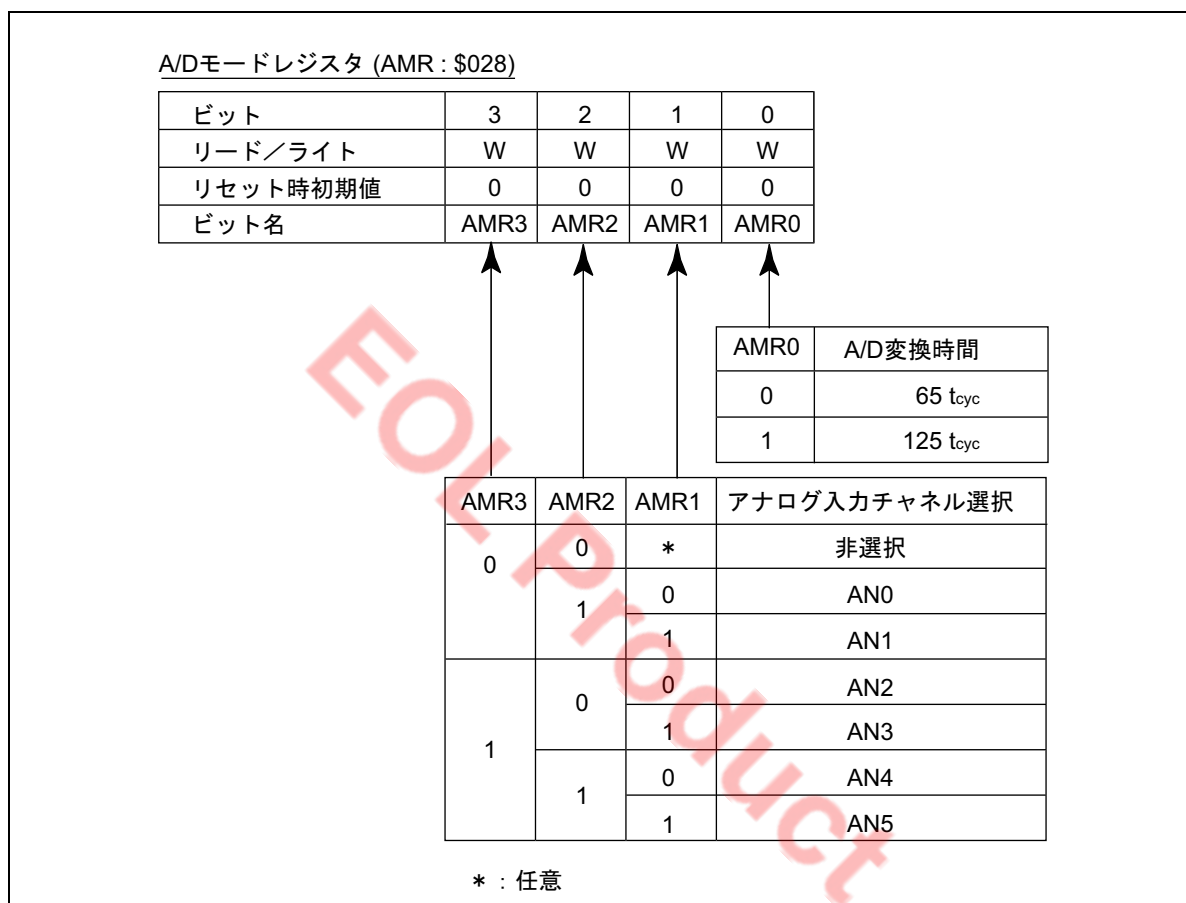 A/Dモードレジスタ (AMR : $028)
ビット 3 2 1 0
リード／ライト W W W W
リセット時初期値 0 0 0 0
ビット名 AMR3 AMR2 AMR1 AMR0
AMR0 A/D変換時間
0 65 tcyc
1 125 tcyc
AMR3 AMR2 AMR1 アナログ入力チャネル選択
0 0 * 非選択
1 0 AN0
1 AN1
1 0 0 AN2
1 AN3
1 0 AN4
1 AN5
* : 任意
EOL Product